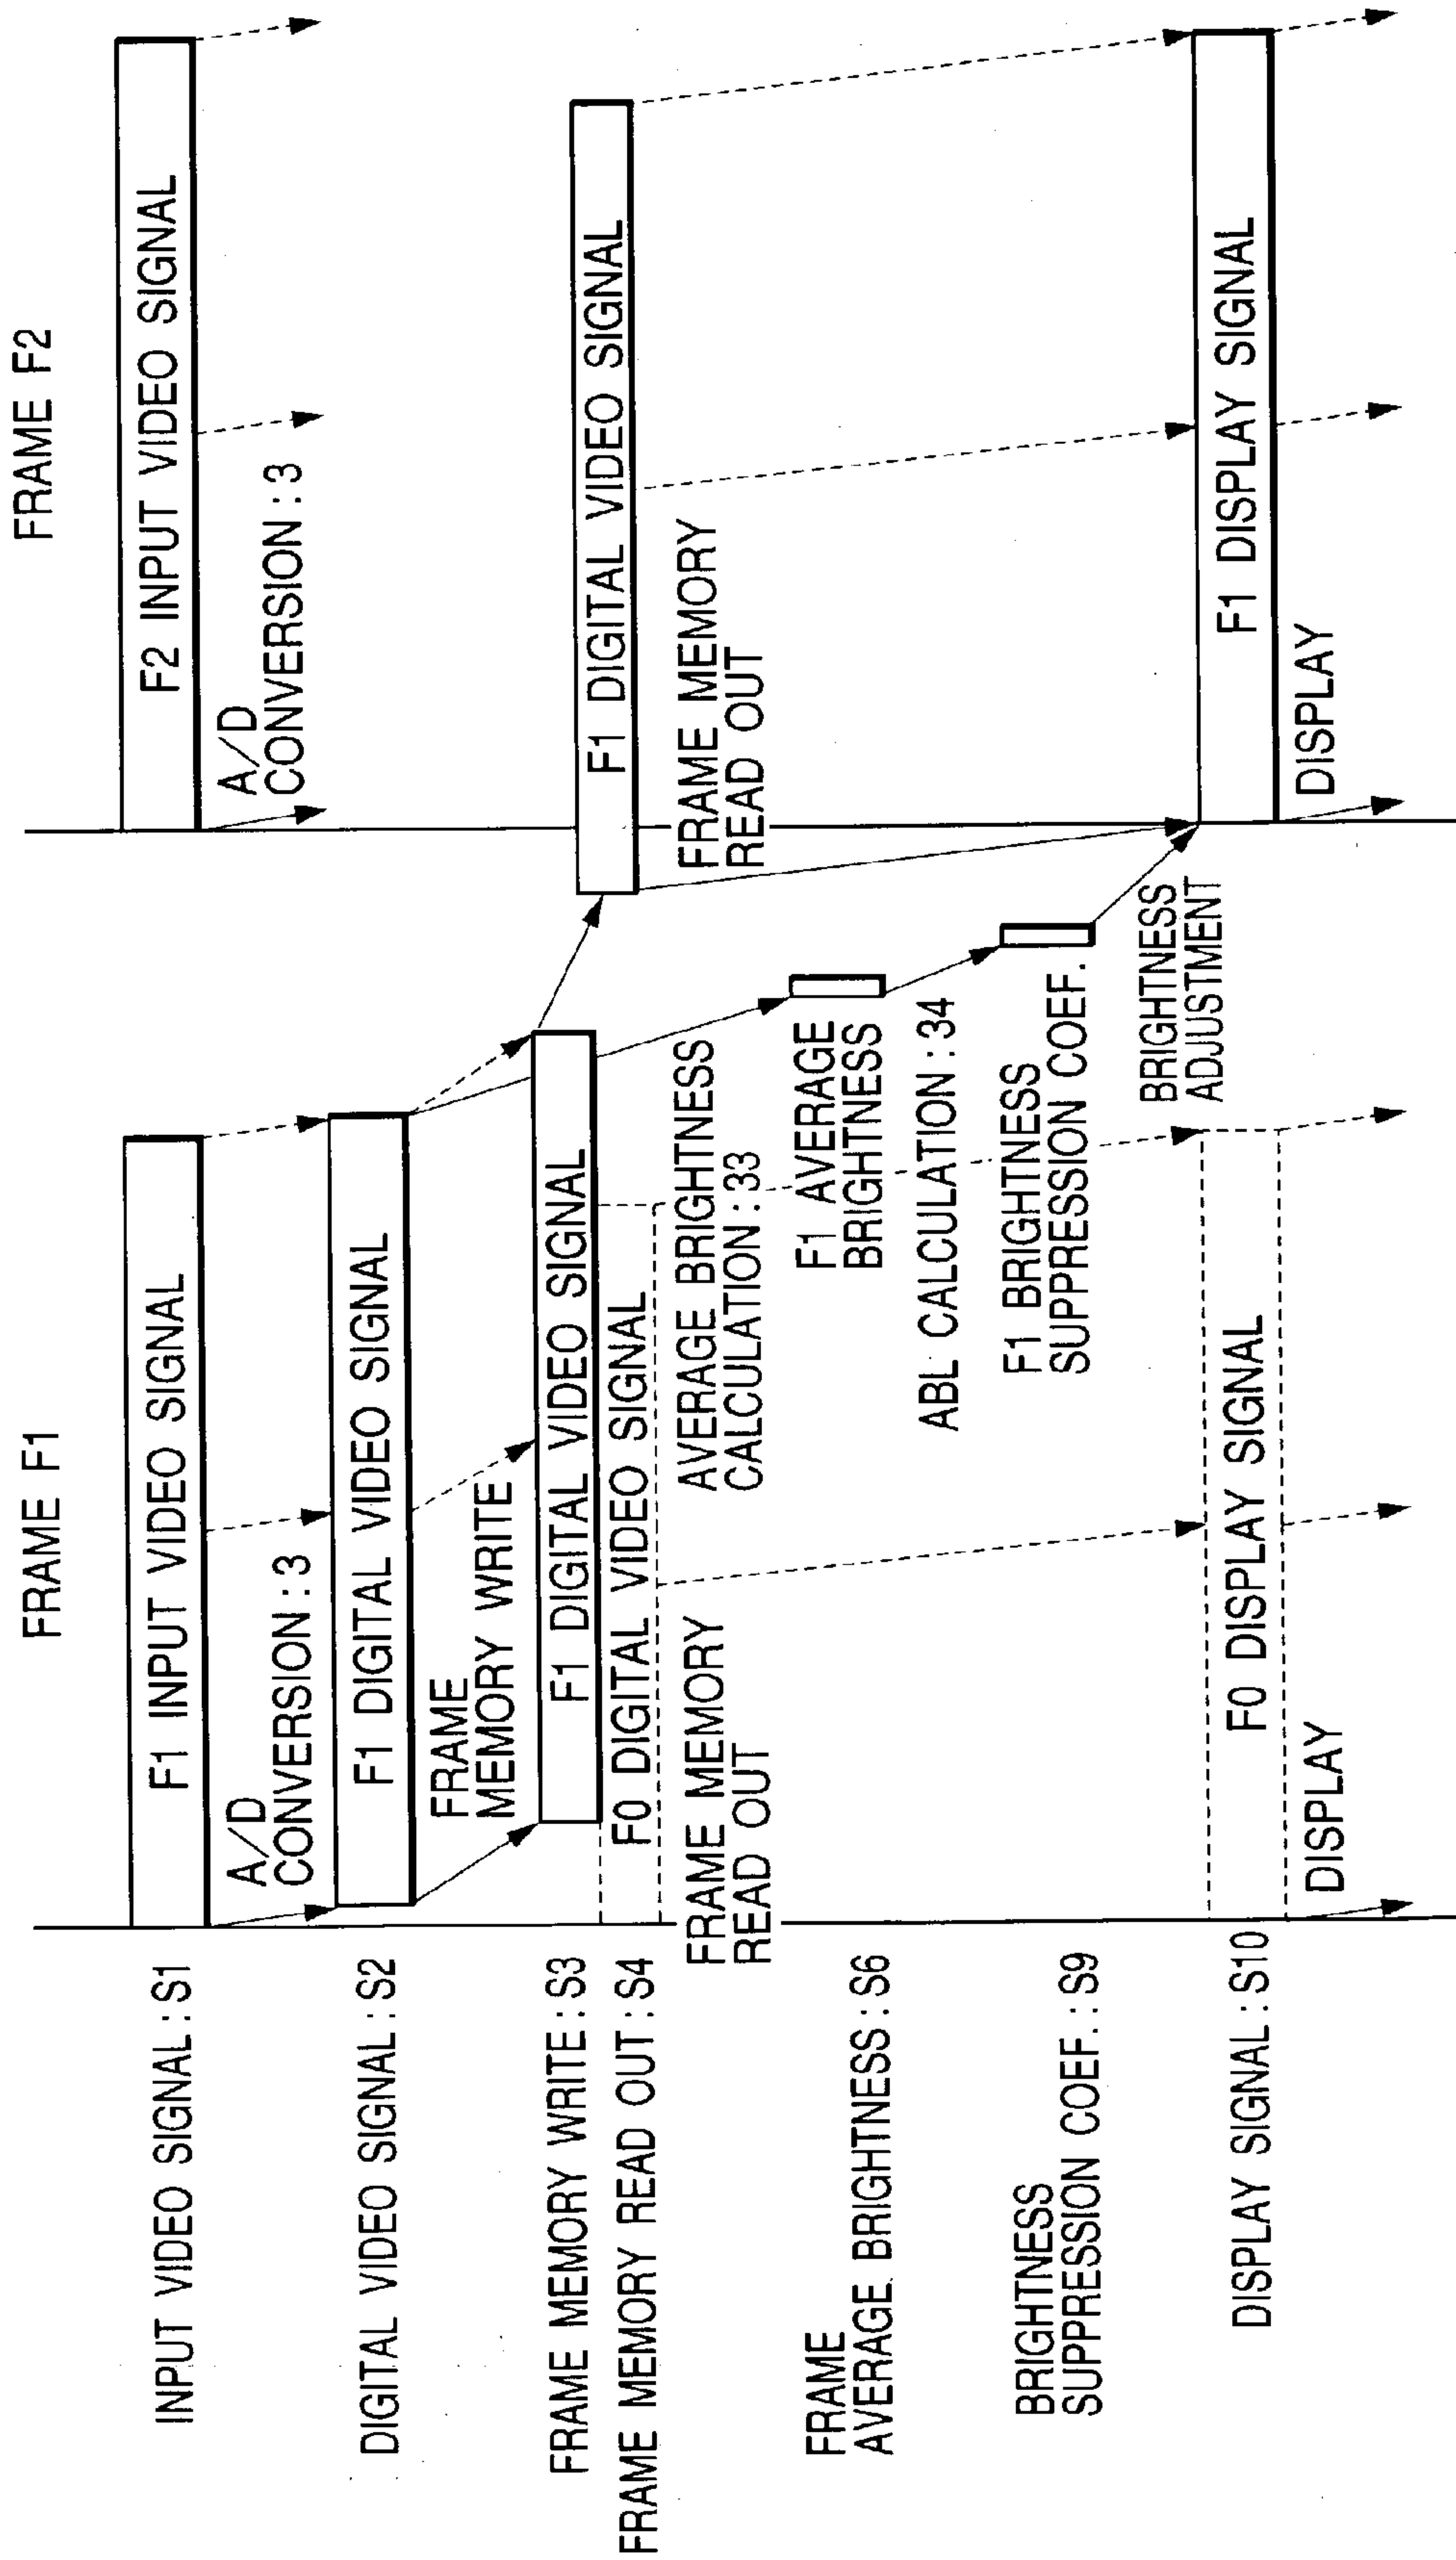 FRAME F1
FRAME F2
INPUT VIDEO SIGNAL : S1
F1 INPUT VIDEO SIGNAL
F2 INPUT VIDEO SIGNAL
A/D
CONVERSION : 3
A/D
CONVERSION : 3
DIGITAL VIDEO SIGNAL : S2
F1 DIGITAL VIDEO SIGNAL
FRAME
MEMORY WRITE
FRAME MEMORY WRITE : S3
F1 DIGITAL VIDEO SIGNAL
F1 DIGITAL VIDEO SIGNAL
FRAME MEMORY READ OUT : S4
F0 DIGITAL VIDEO SIGNAL
FRAME MEMORY
READ OUT
AVERAGE BRIGHTNESS
CALCULATION : 33
FRAME MEMORY
READ OUT
FRAME
AVERAGE BRIGHTNESS : S6
F1 AVERAGE
BRIGHTNESS
ABL CALCULATION : 34
BRIGHTNESS
SUPPRESSION COEF. : S9
F1 BRIGHTNESS
SUPPRESSION COEF.
BRIGHTNESS
ADJUSTMENT
DISPLAY SIGNAL : S10
F0 DISPLAY SIGNAL
F1 DISPLAY SIGNAL
DISPLAY
DISPLAY